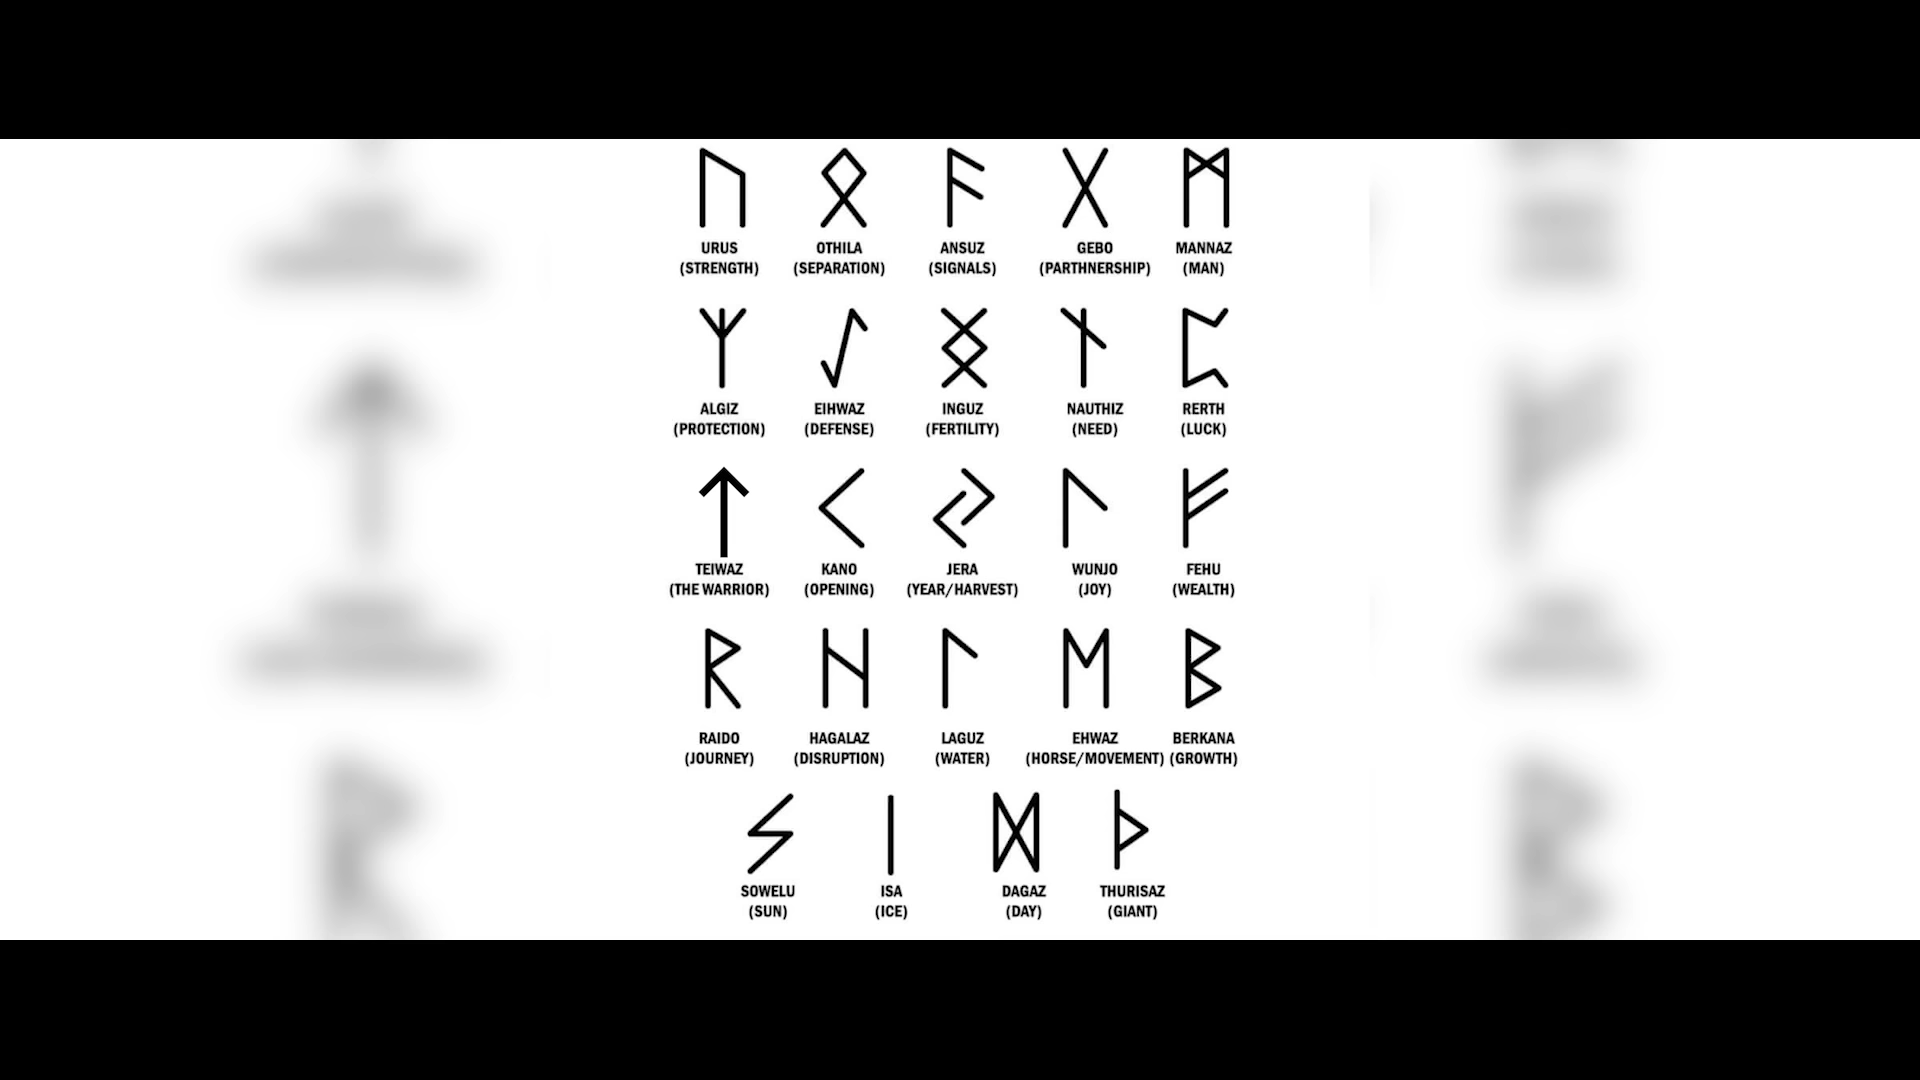 ᚢ ᛟ ᚨ ᚷ ᛗ
URUS OTHILA ANSUZ GEBO MANNAZ
(STRENGTH) (SEPARATION) (SIGNALS) (PARTHNERSHIP) (MAN)
ᛉ ᛇ ᛝ ᚾ ᛈ
ALGIZ EIHWAZ INGUZ NAUTHIZ RERTH
(PROTECTION) (DEFENSE) (FERTILITY) (NEED) (LUCK)
ᛏ ᚲ ᛃ ᛚ ᚠ
TEIWAZ KANO JERA WUNJO FEHU
(THE WARRIOR) (OPENING) (YEAR/HARVEST) (JOY) (WEALTH)
ᚱ ᚺ ᛚ ᛖ ᛒ
RAIDO HAGALAZ LAGUZ EHWAZ BERKANA
(JOURNEY) (DISRUPTION) (WATER) (HORSE/MOVEMENT) (GROWTH)
ᛊ ᛁ ᛞ ᚦ
SOWELU ISA DAGAZ THURISAZ
(SUN) (ICE) (DAY) (GIANT)